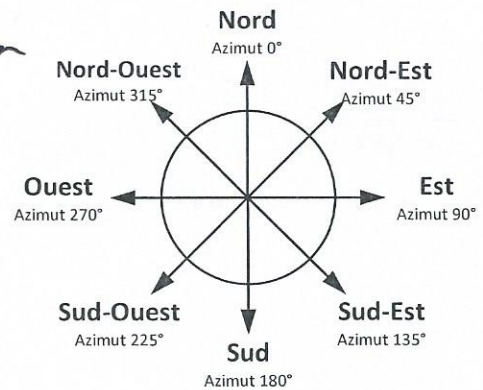 Nord
Azimut 0°
Nord-Ouest
Azimut 315°
Nord-Est
Azimut 45°
Ouest
Azimut 270°
Est
Azimut 90°
Sud-Ouest
Azimut 225°
Sud-Est
Azimut 135°
Sud
Azimut 180°